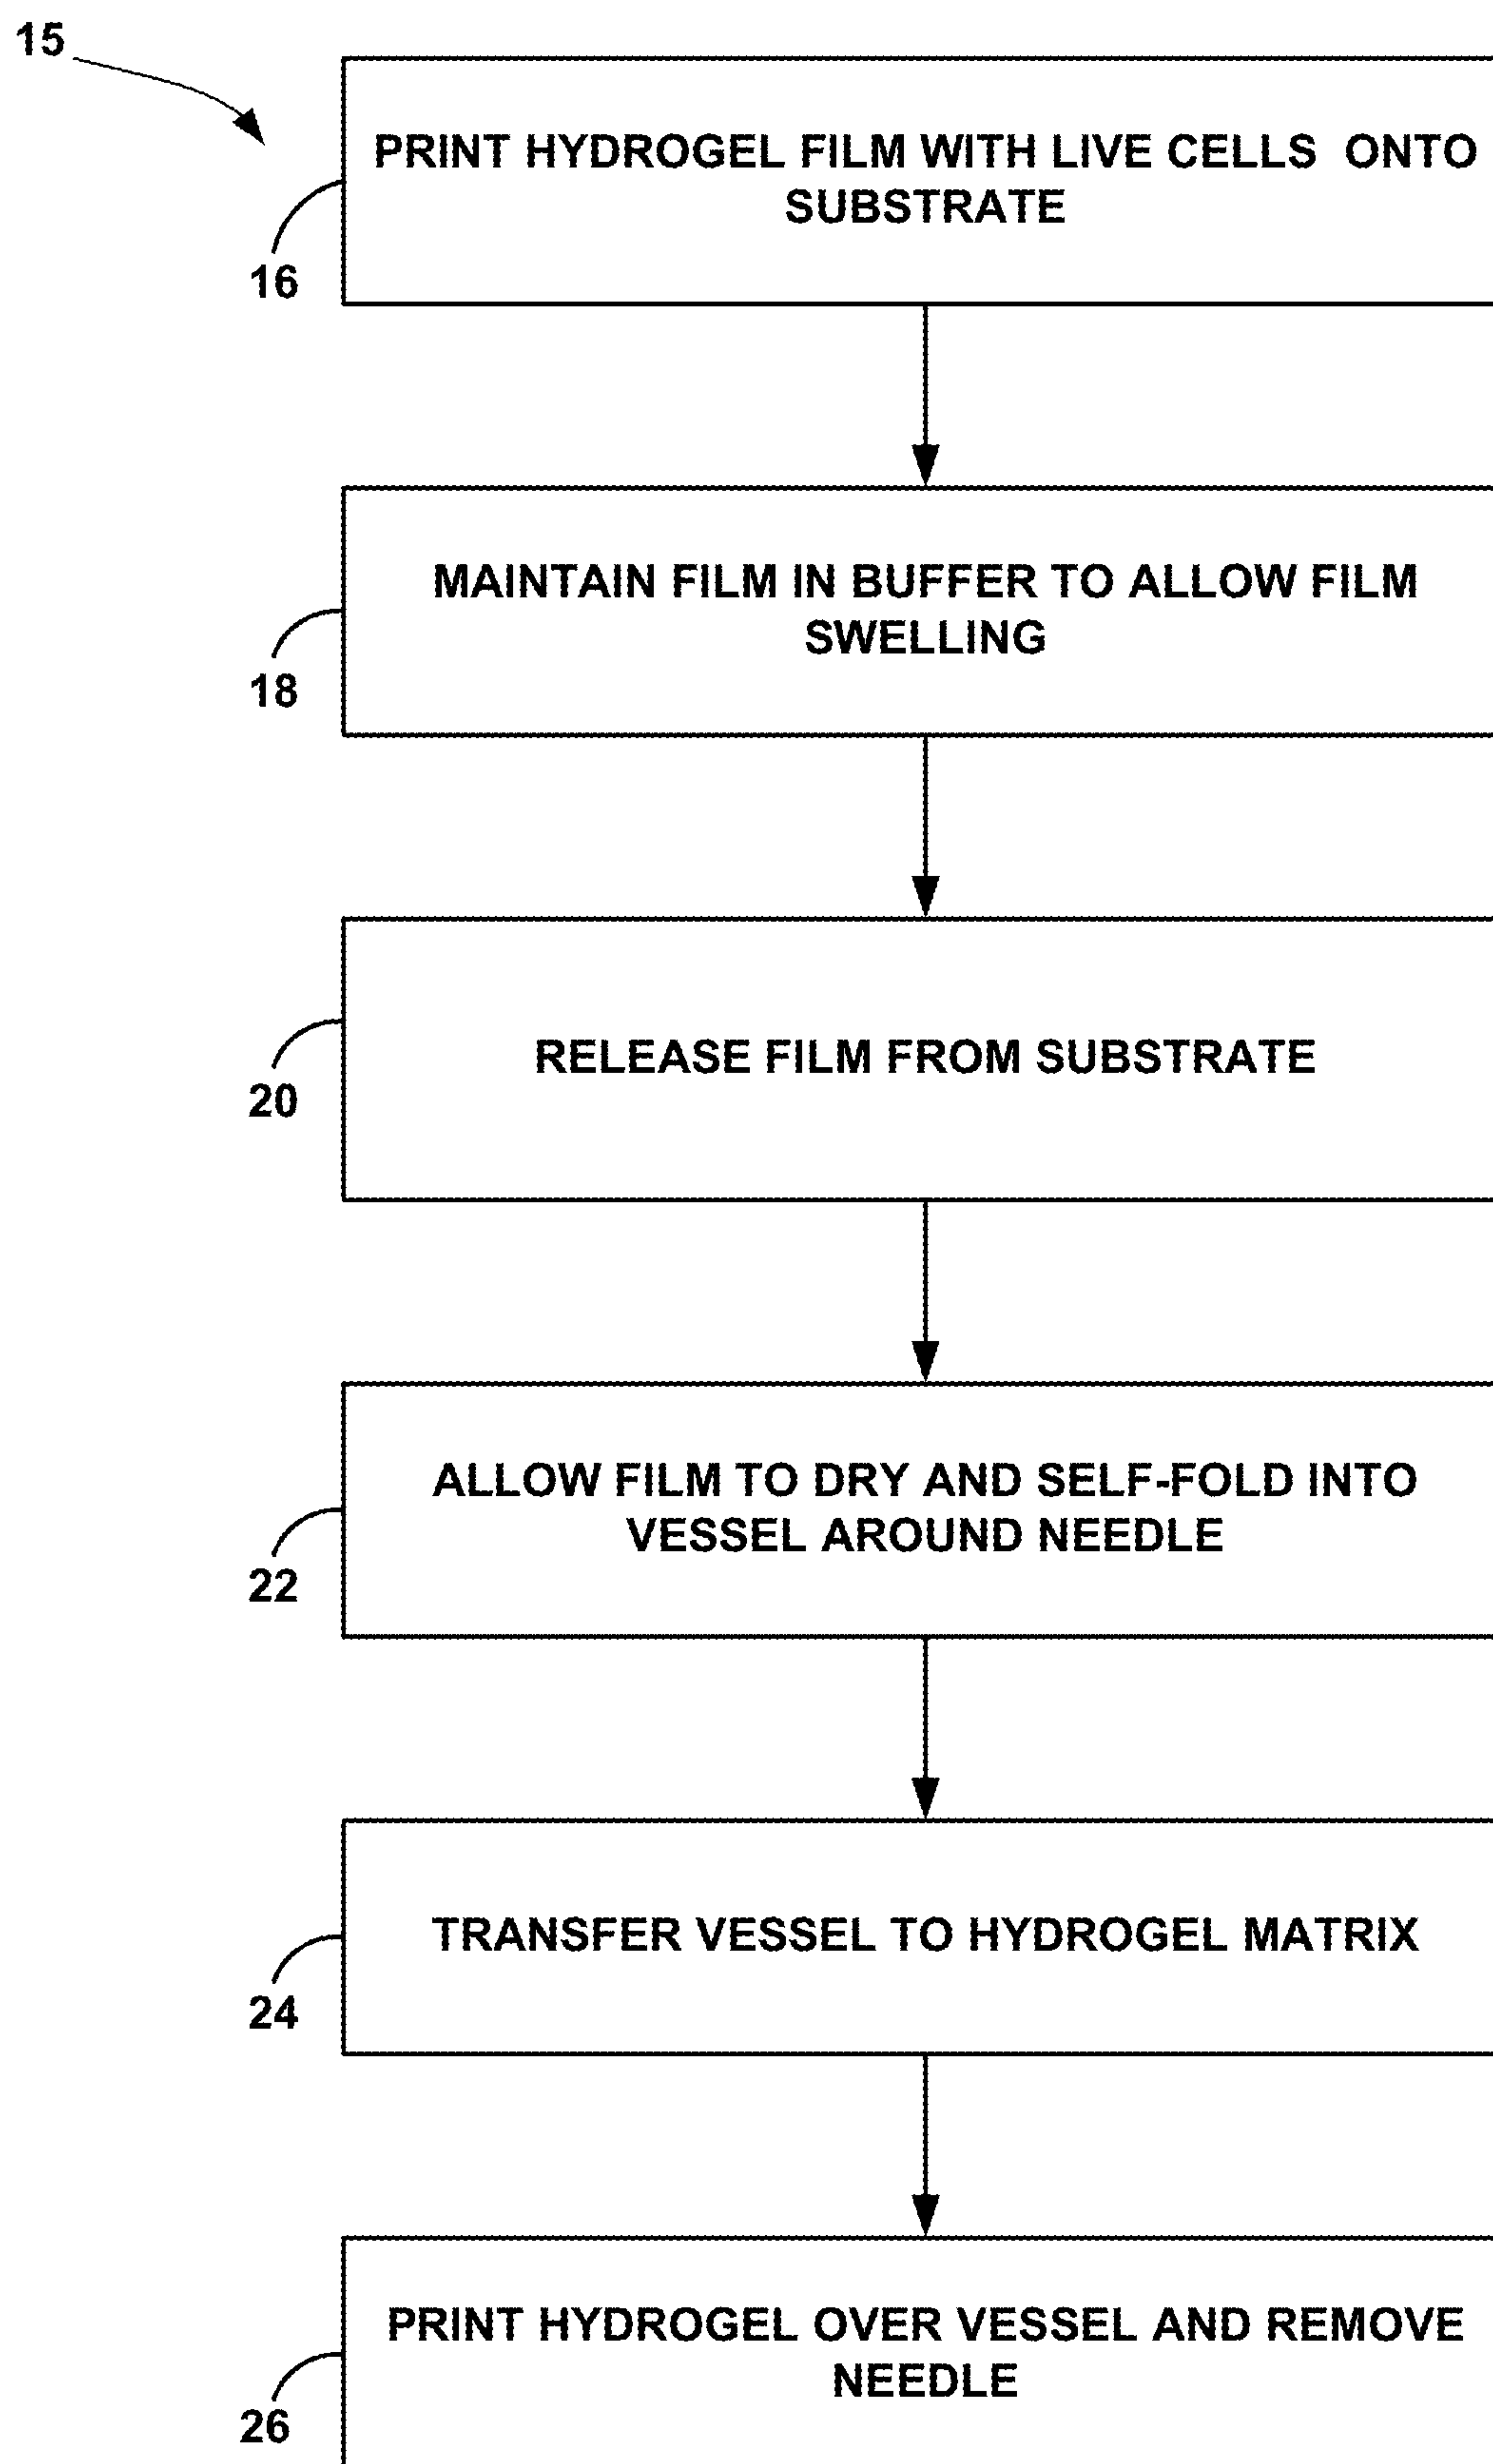 15
PRINT HYDROGEL FILM WITH LIVE CELLS ONTO
SUBSTRATE
16
MAINTAIN FILM IN BUFFER TO ALLOW FILM
SWELLING
18
RELEASE FILM FROM SUBSTRATE
20
ALLOW FILM TO DRY AND SELF-FOLD INTO
VESSEL AROUND NEEDLE
22
TRANSFER VESSEL TO HYDROGEL MATRIX
24
PRINT HYDROGEL OVER VESSEL AND REMOVE
NEEDLE
26